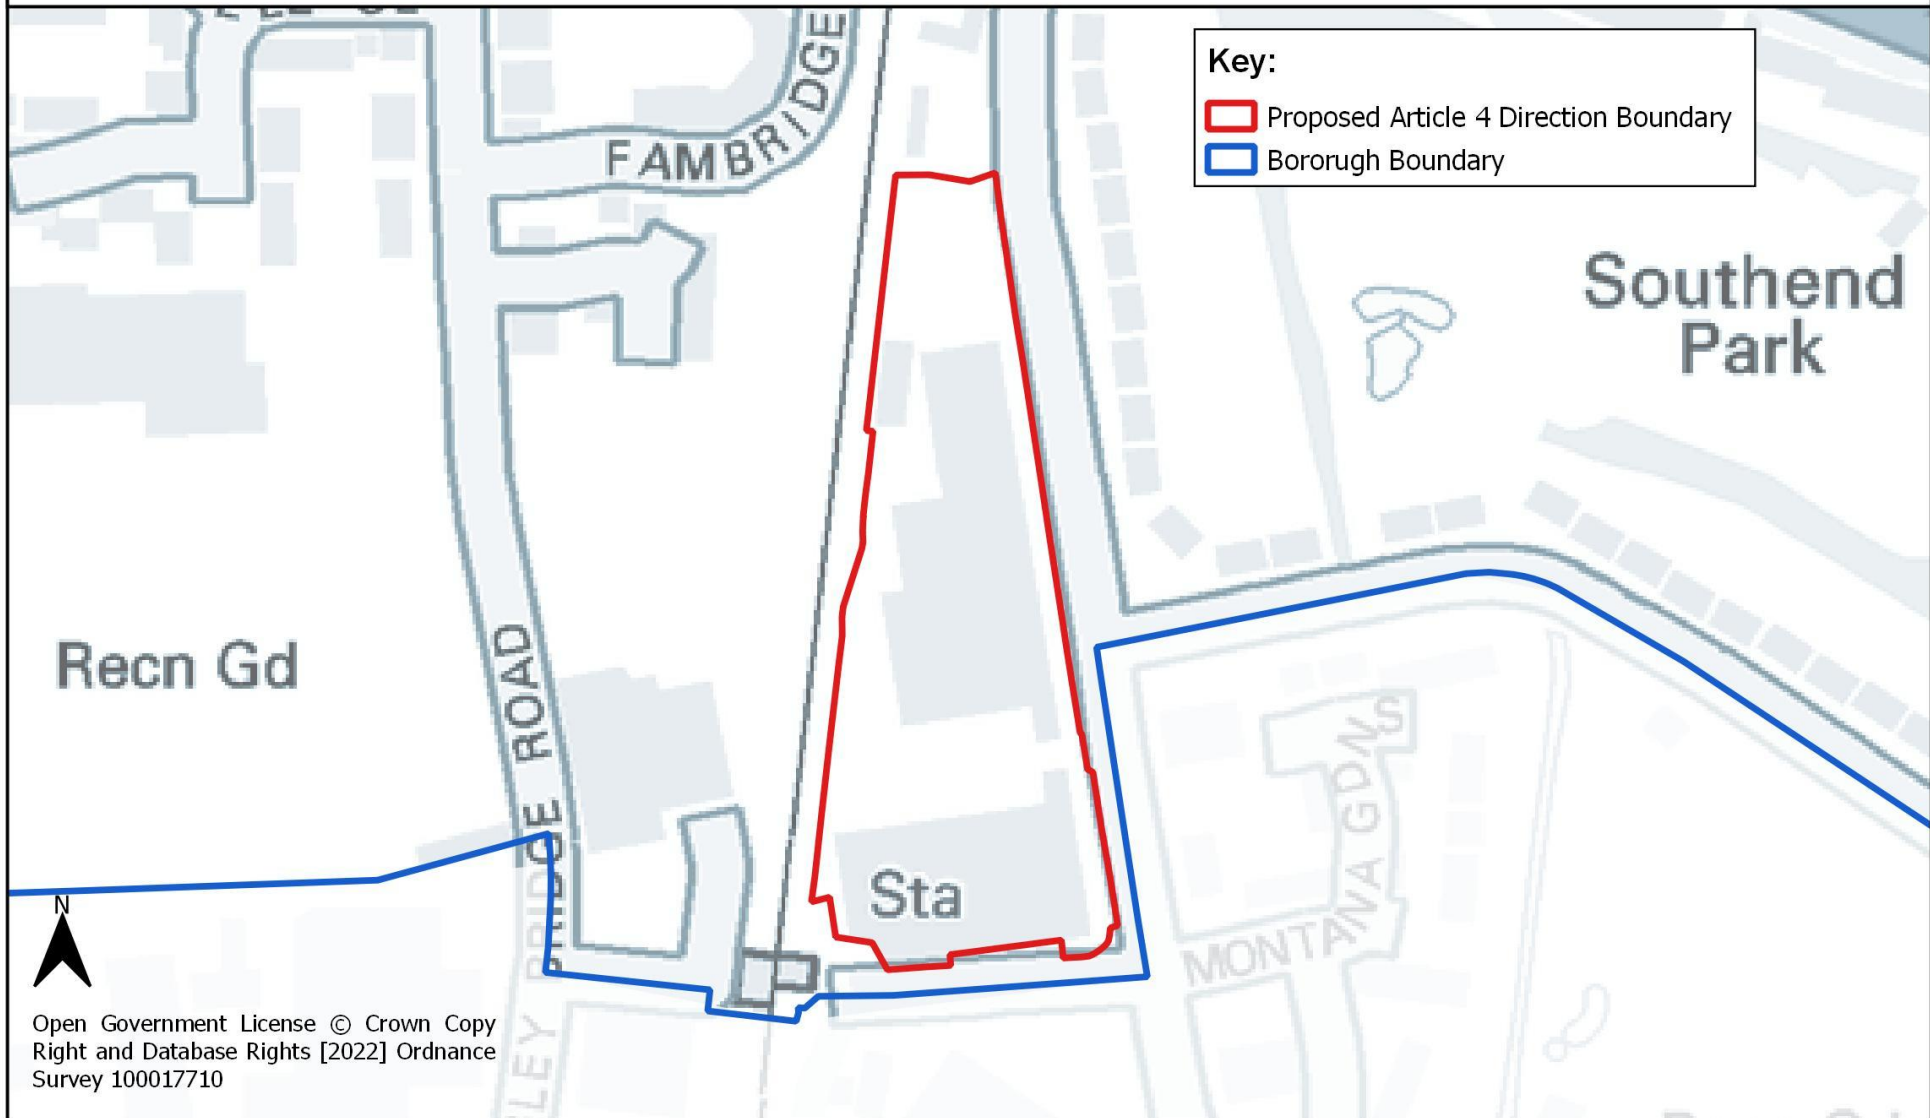 Key:
Proposed Article 4 Direction Boundary
Bororugh Boundary
FAMBRIDGE
Southend
Park
Recn Gd
BRIDGE ROAD
Sta
MONTANA GDNS
N
Open Government License © Crown Copy
Right and Database Rights [2022] Ordnance
Survey 100017710